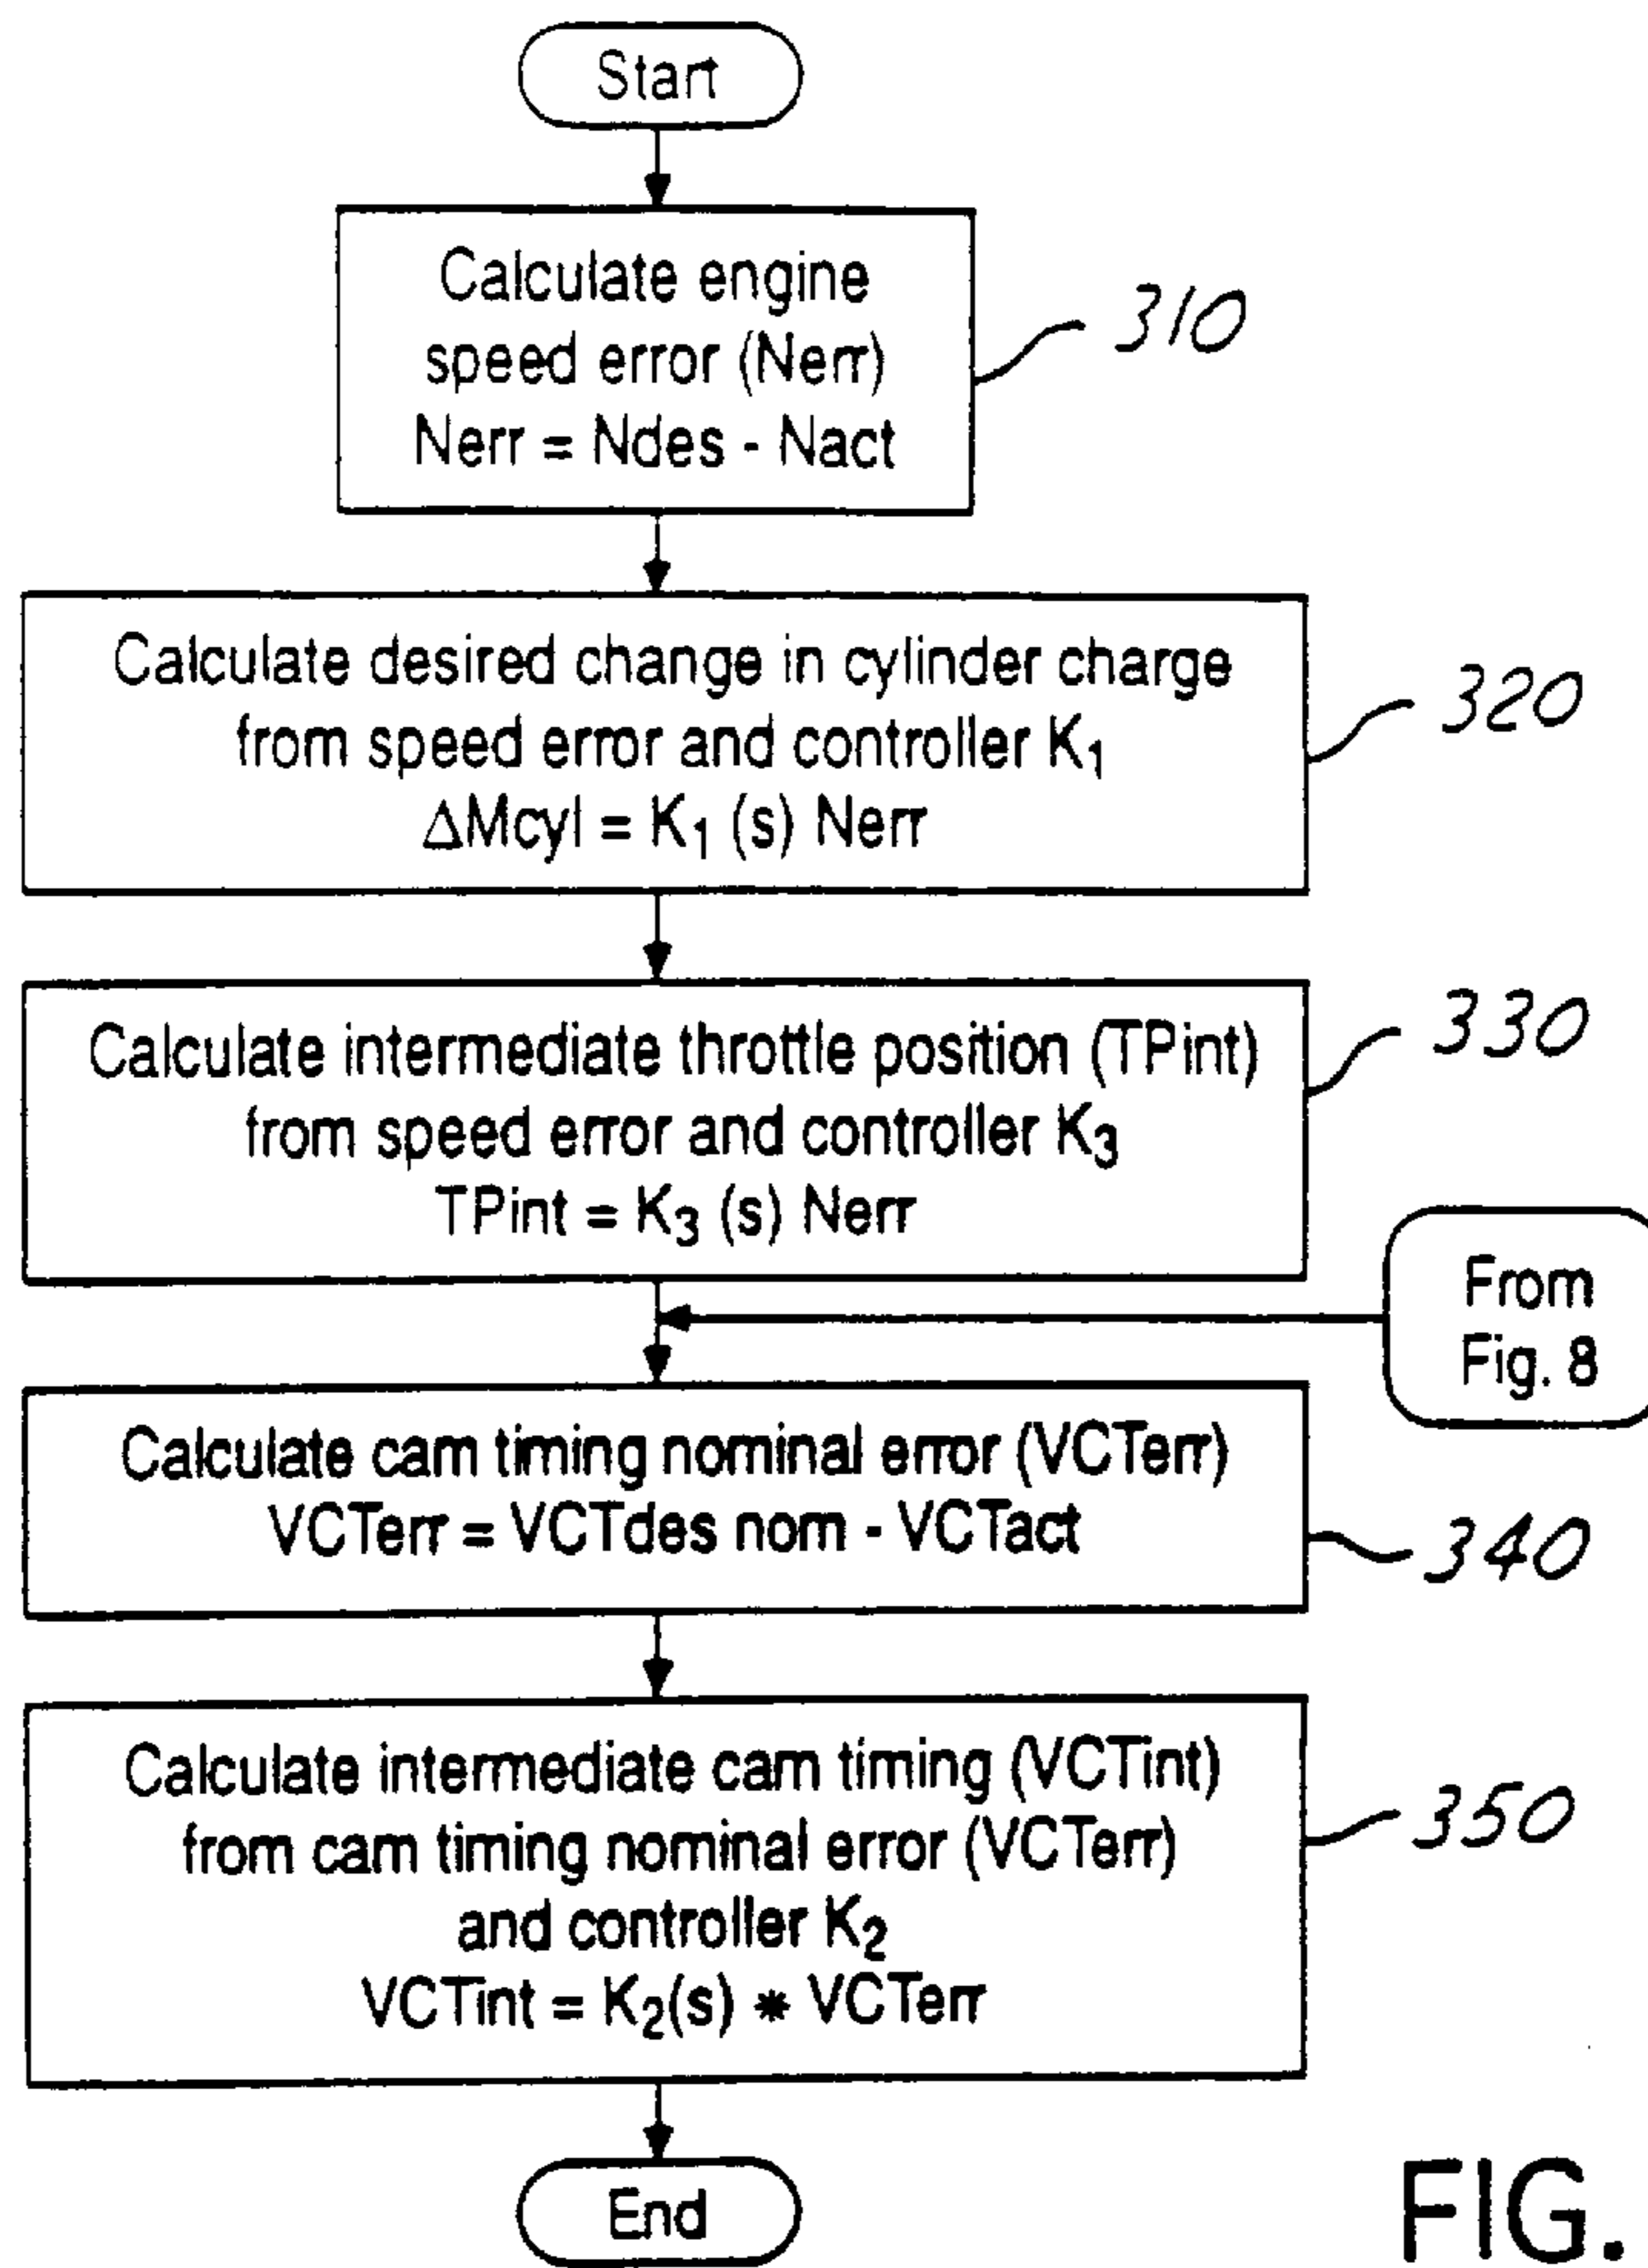 Start
Calculate engine
speed error (Nerr)
Nerr = Ndes - Nact
310
Calculate desired change in cylinder charge
from speed error and controller K₁
ΔMcyl = K₁ (s) Nerr
320
Calculate intermediate throttle position (TPint)
from speed error and controller K₃
TPint = K₃ (s) Nerr
330
From
Fig. 8
Calculate cam timing nominal error (VCTerr)
VCTerr = VCTdes nom - VCTact
340
Calculate intermediate cam timing (VCTint)
from cam timing nominal error (VCTerr)
and controller K₂
VCTint = K₂(s) * VCTerr
350
End
FIG.